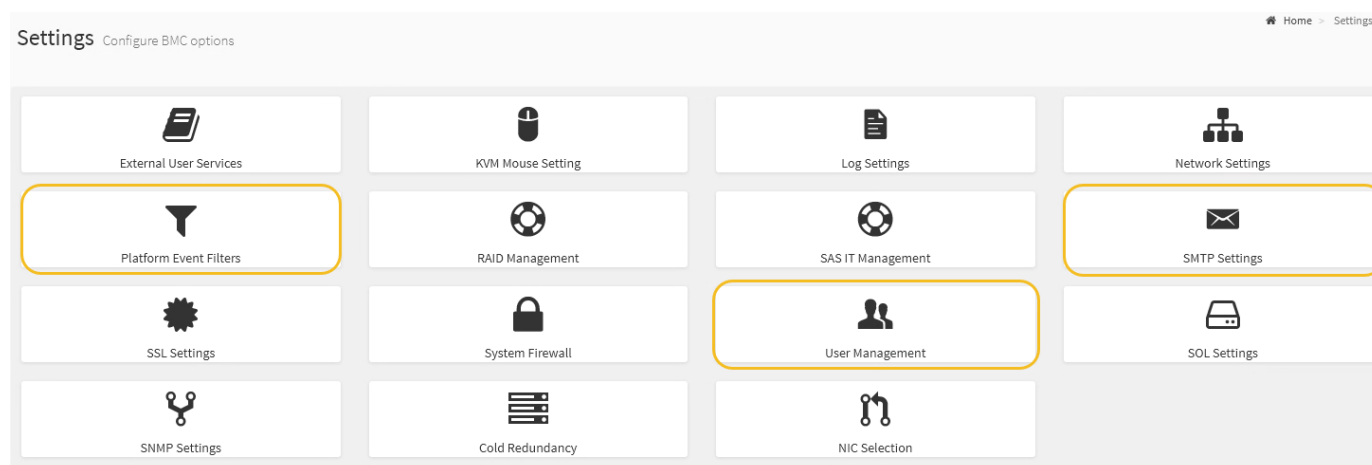 Home > Settings
Settings Configure BMC options
External User Services
KVM Mouse Setting
Log Settings
Network Settings
Platform Event Filters
RAID Management
SAS IT Management
SMTP Settings
SSL Settings
System Firewall
User Management
SOL Settings
SNMP Settings
Cold Redundancy
NIC Selection